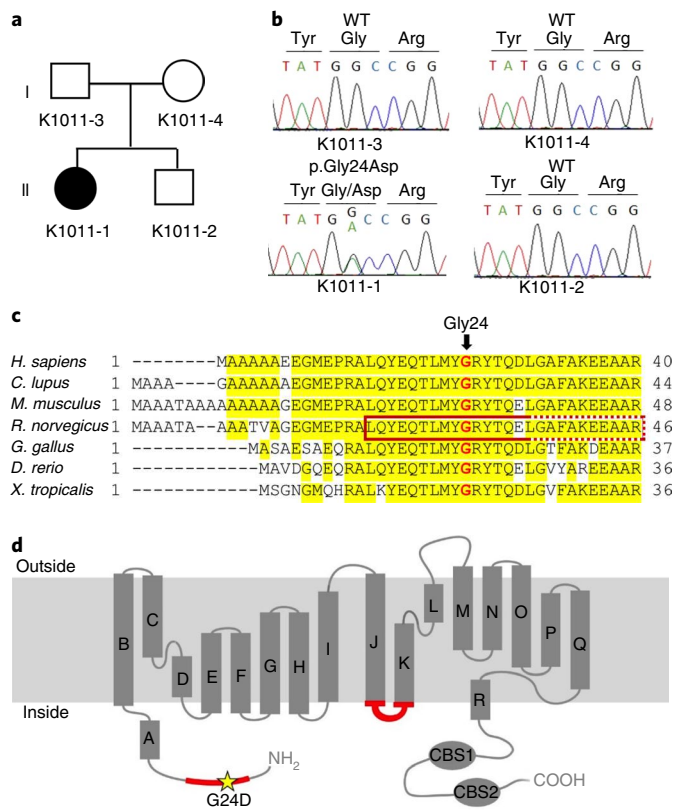 a
I
K1011-3 K1011-4
II
K1011-1 K1011-2
b
WT
Tyr Gly Arg
T A T G G C C G G
K1011-3
WT
Tyr Gly Arg
T A T G G C C G G
K1011-4
p.Gly24Asp
Tyr Gly/Asp Arg
T A T G G C C G G
A
K1011-1
WT
Tyr Gly Arg
T A T G G C C G G
K1011-2
c
Gly24
H. sapiens 1 ---------MAAAAAEEGMEPRALQYEQTLMYGRYTQDLGAFAKEEAAR 40
C. lupus 1 MAAA----GAAAAAAEGMEPRALQYEQTLMYGRYTQDLGAFAKEEAAR 44
M. musculus 1 MAAATAAAAAAAAAGEGMEPRALQYEQTLMYGRYTQELGAFAKEEAAR 48
R. norvegicus 1 MAAATA--AAATVAGEGMEPRALQYEQTLMYGRYTQELGAFAKEEAAR 46
G. gallus 1 -----------MASAESAEQRALQYEQTLMYGRYTQDLGTFAKDEAAR 37
D. rerio 1 ------------MAVDGQEQRALQYEQTLMYGRYTQELGVYAREEAAR 36
X. tropicalis 1 ------------MSGNGMQHRALKYEQTLMYGRYTQDLGVFAKEEAAR 36
d
Outside
B C D E F G H I J K L M N O P Q
Inside
A
R
NH2
G24D
CBS1
CBS2
COOH